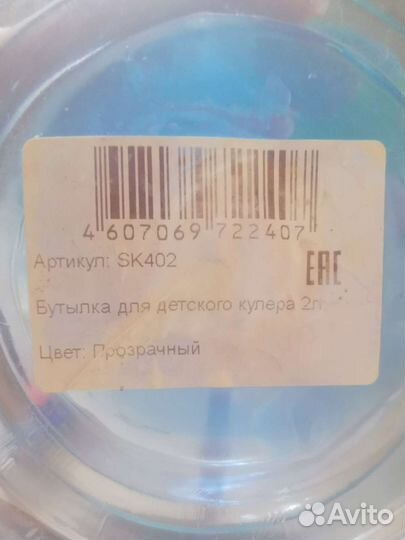 4 607069 722407
Артикул: SK402
EAC
Бутылка для детского кулера 2л
Цвет: Прозрачный
Avito